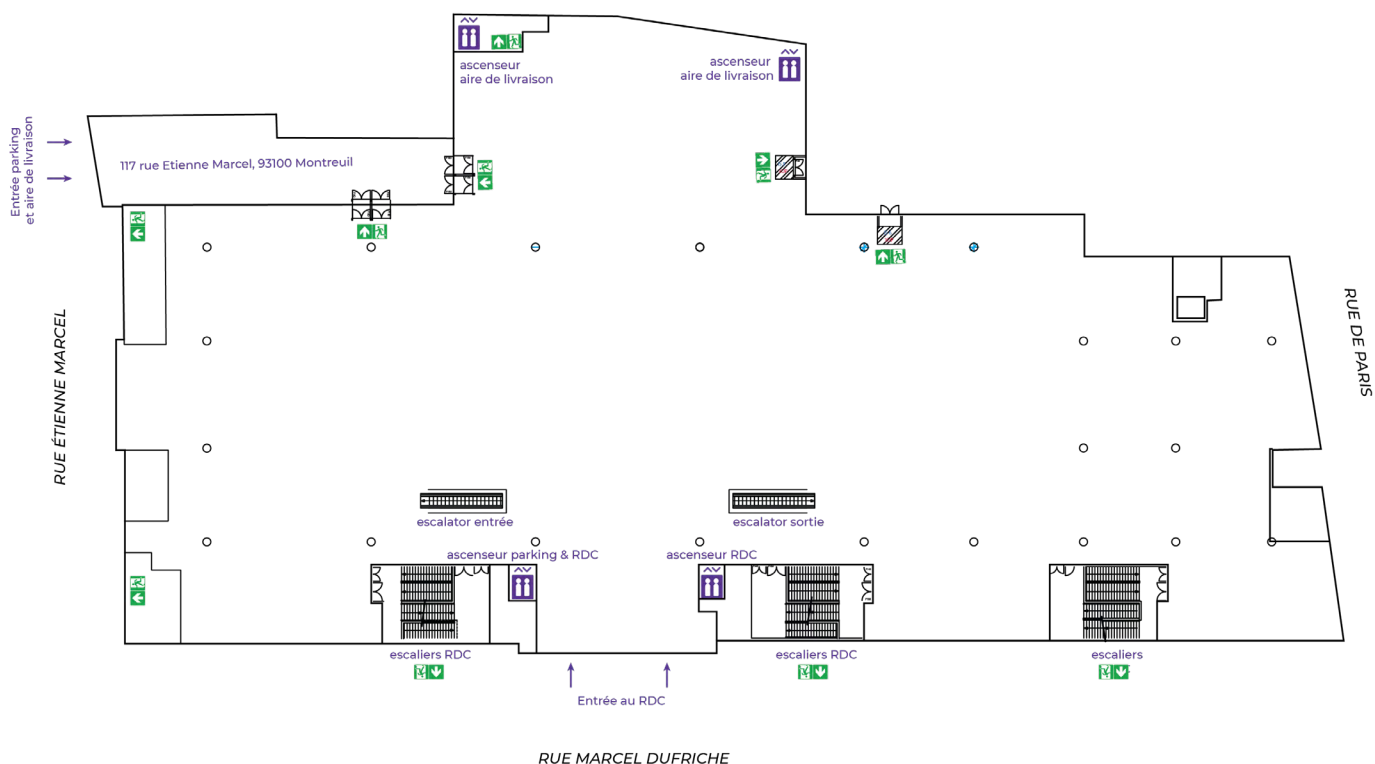 ascenseur
aire de livraison
ascenseur
aire de livraison
Entrée parking
et aire de livraison
117 rue Etienne Marcel, 93100 Montreuil
RUE ÉTIENNE MARCEL
RUE DE PARIS
escalator entrée
escalator sortie
ascenseur parking & RDC
ascenseur RDC
escaliers RDC
escaliers RDC
escaliers
Entrée au RDC
RUE MARCEL DUFRICHE